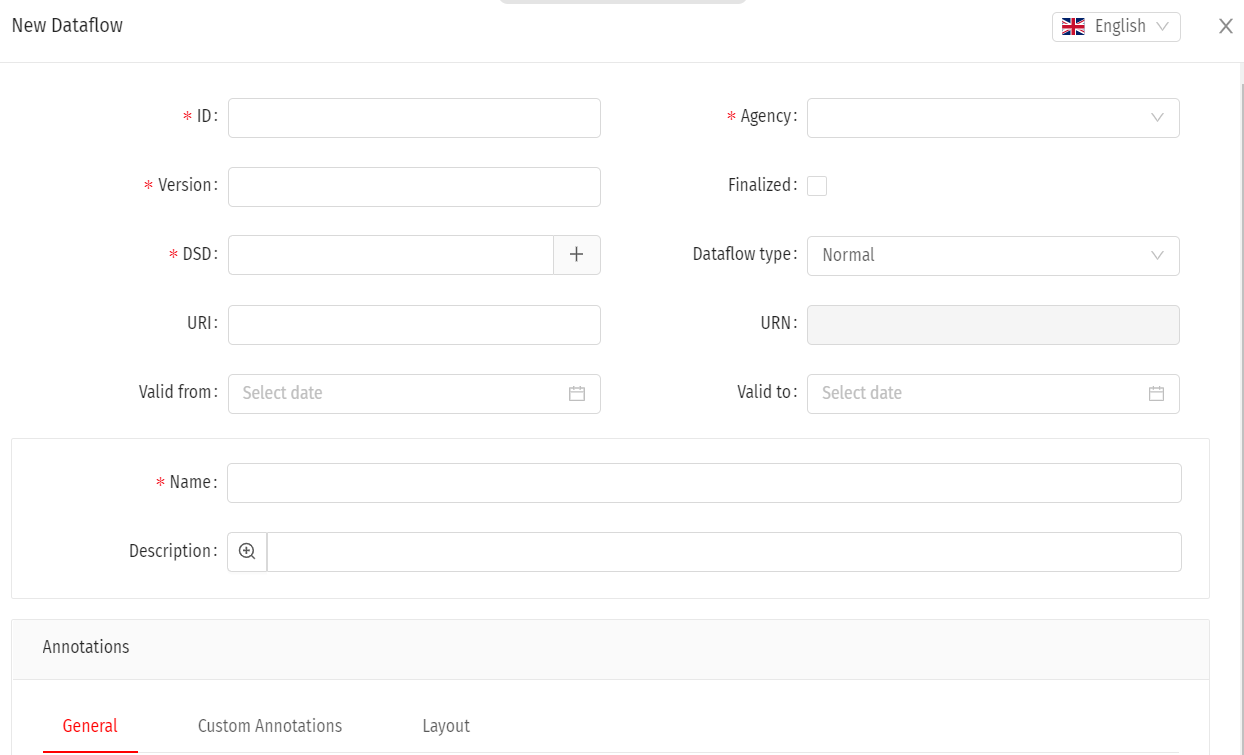 New Dataflow
English
* ID:
* Agency:
* Version:
Finalized:
* DSD:
Dataflow type: Normal
URI:
URN:
Valid from: Select date
Valid to: Select date
* Name:
Description:
Annotations
General
Custom Annotations
Layout